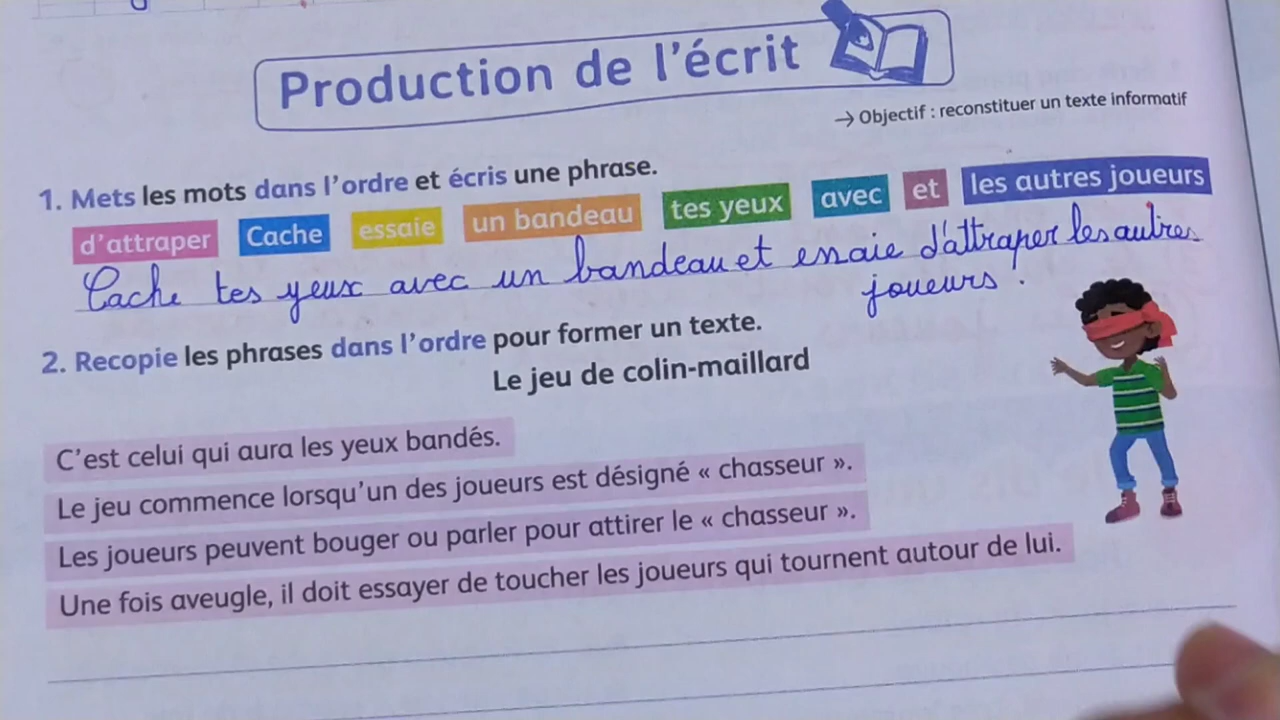 Production de l'écrit
→ Objectif : reconstituer un texte informatif
1. Mets les mots dans l'ordre et écris une phrase.
d'attraper Cache essaie un bandeau tes yeux avec et les autres joueurs
Cache tes yeux avec un bandeau et essaie d'attraper les autres
joueurs.
2. Recopie les phrases dans l'ordre pour former un texte.
Le jeu de colin-maillard
C'est celui qui aura les yeux bandés.
Le jeu commence lorsqu'un des joueurs est désigné « chasseur ».
Les joueurs peuvent bouger ou parler pour attirer le « chasseur ».
Une fois aveugle, il doit essayer de toucher les joueurs qui tournent autour de lui.